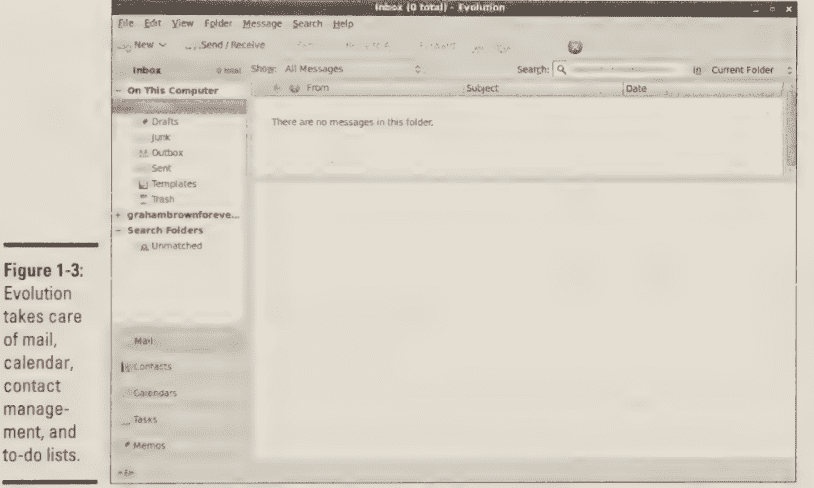 Inbox (0 total) - Evolution
File Edit View Folder Message Search Help
New Send / Receive
Inbox 0 total Show: All Messages Search: in Current Folder
On This Computer
From Subject Date
Drafts
There are no messages in this folder.
Junk
Outbox
Sent
Templates
Trash
grahambrownforeve...
Search Folders
Unmatched
Mail
Contacts
Calendars
Tasks
Memos
Figure 1-3:
Evolution
takes care
of mail,
calendar,
contact
manage-
ment, and
to-do lists.